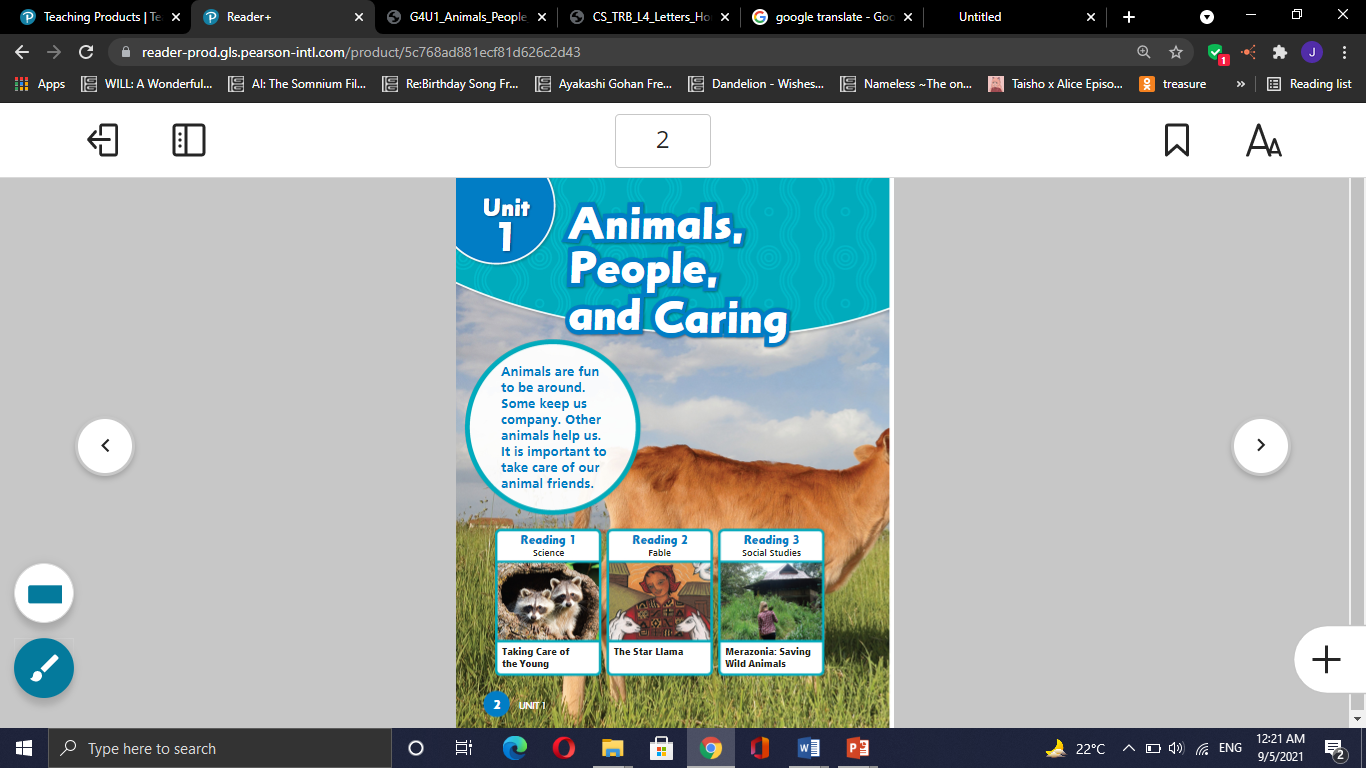 Teaching Products | Te
Reader+
G4U1_Animals_People
CS_TRB_L4_Letters_Ho
google translate - Goo
Untitled
reader-prod.gls.pearson-intl.com/product/5c768ad881ecf81d626c2d43
1
J
Apps
WILL: A Wonderful...
AI: The Somnium Fil...
Re:Birthday Song Fr...
Ayakashi Gohan Fre...
Dandelion - Wishes...
Nameless ~The on...
Taisho x Alice Episo...
treasure
»
Reading list
2
AA
Unit
1
Animals,
People,
and Caring
Animals are fun
to be around.
Some keep us
company. Other
animals help us.
It is important to
take care of our
animal friends.
Reading 1
Science
Taking Care of
the Young
Reading 2
Fable
The Star Llama
Reading 3
Social Studies
Merazonia: Saving
Wild Animals
2 UNIT 1
Type here to search
22°C
ENG
12:21 AM
9/5/2021
2